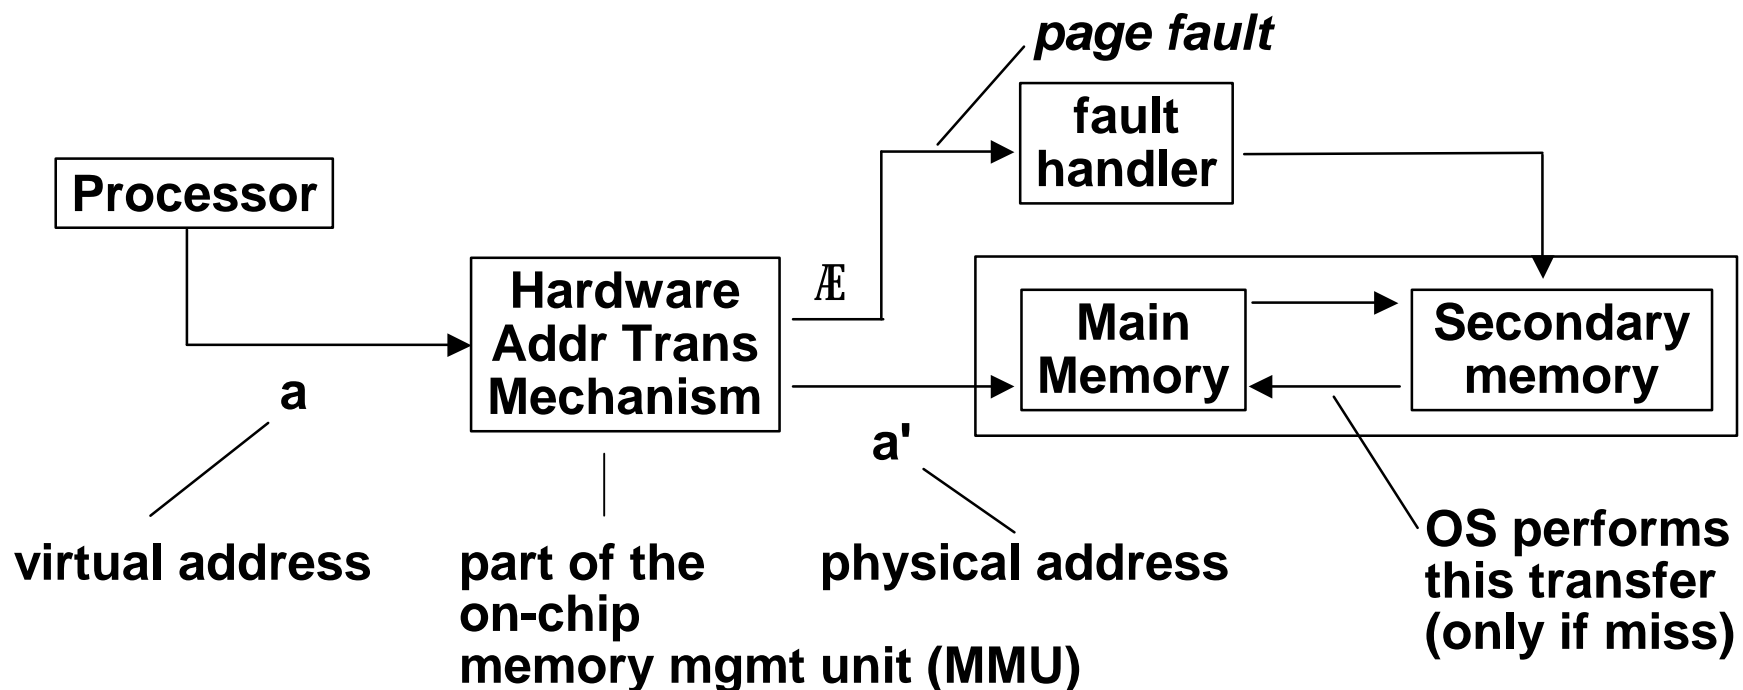 page fault
fault
handler
Processor
Hardware
Addr Trans
Mechanism
Æ
Main
Memory
Secondary
memory
a
a'
virtual address
part of the
on-chip
memory mgmt unit (MMU)
physical address
OS performs
this transfer
(only if miss)